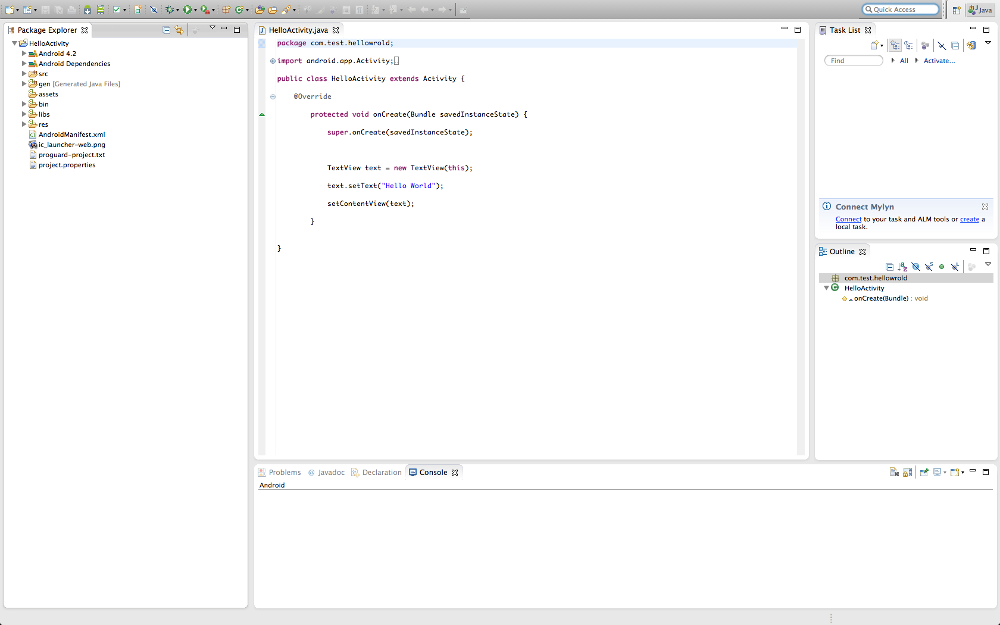 Quick Access
Java
Package Explorer
HelloActivity
Android 4.2
Android Dependencies
src
gen [Generated Java Files]
assets
bin
libs
res
AndroidManifest.xml
ic_launcher-web.png
proguard-project.txt
project.properties
HelloActivity.java
package com.test.hellowrold;
import android.app.Activity;
public class HelloActivity extends Activity {
@Override
protected void onCreate(Bundle savedInstanceState) {
super.onCreate(savedInstanceState);
TextView text = new TextView(this);
text.setText("Hello World");
setContentView(text);
}
}
Task List
Find
All
Activate...
Connect Mylyn
Connect to your task and ALM tools or create a
local task.
Outline
com.test.hellowrold
HelloActivity
onCreate(Bundle) : void
Problems
@ Javadoc
Declaration
Console
Android